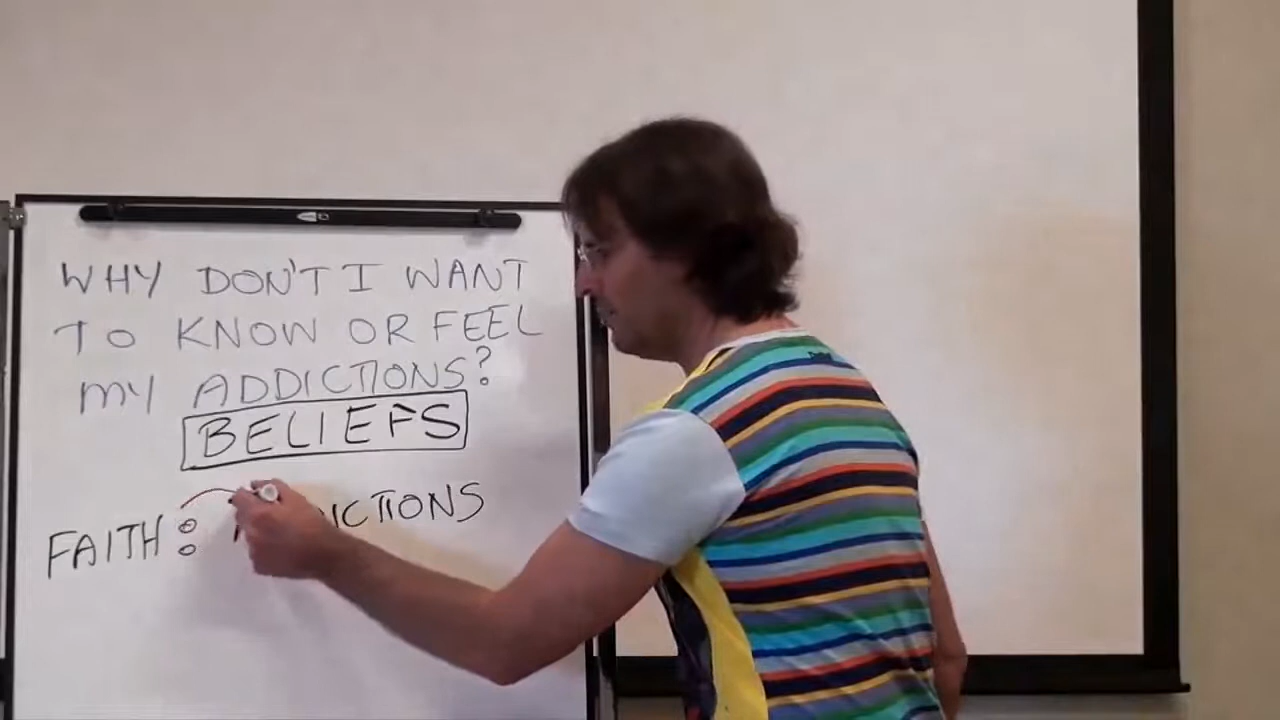 WHY DON'T I WANT
TO KNOW OR FEEL
MY ADDICTIONS?
BELIEFS
FAITH: